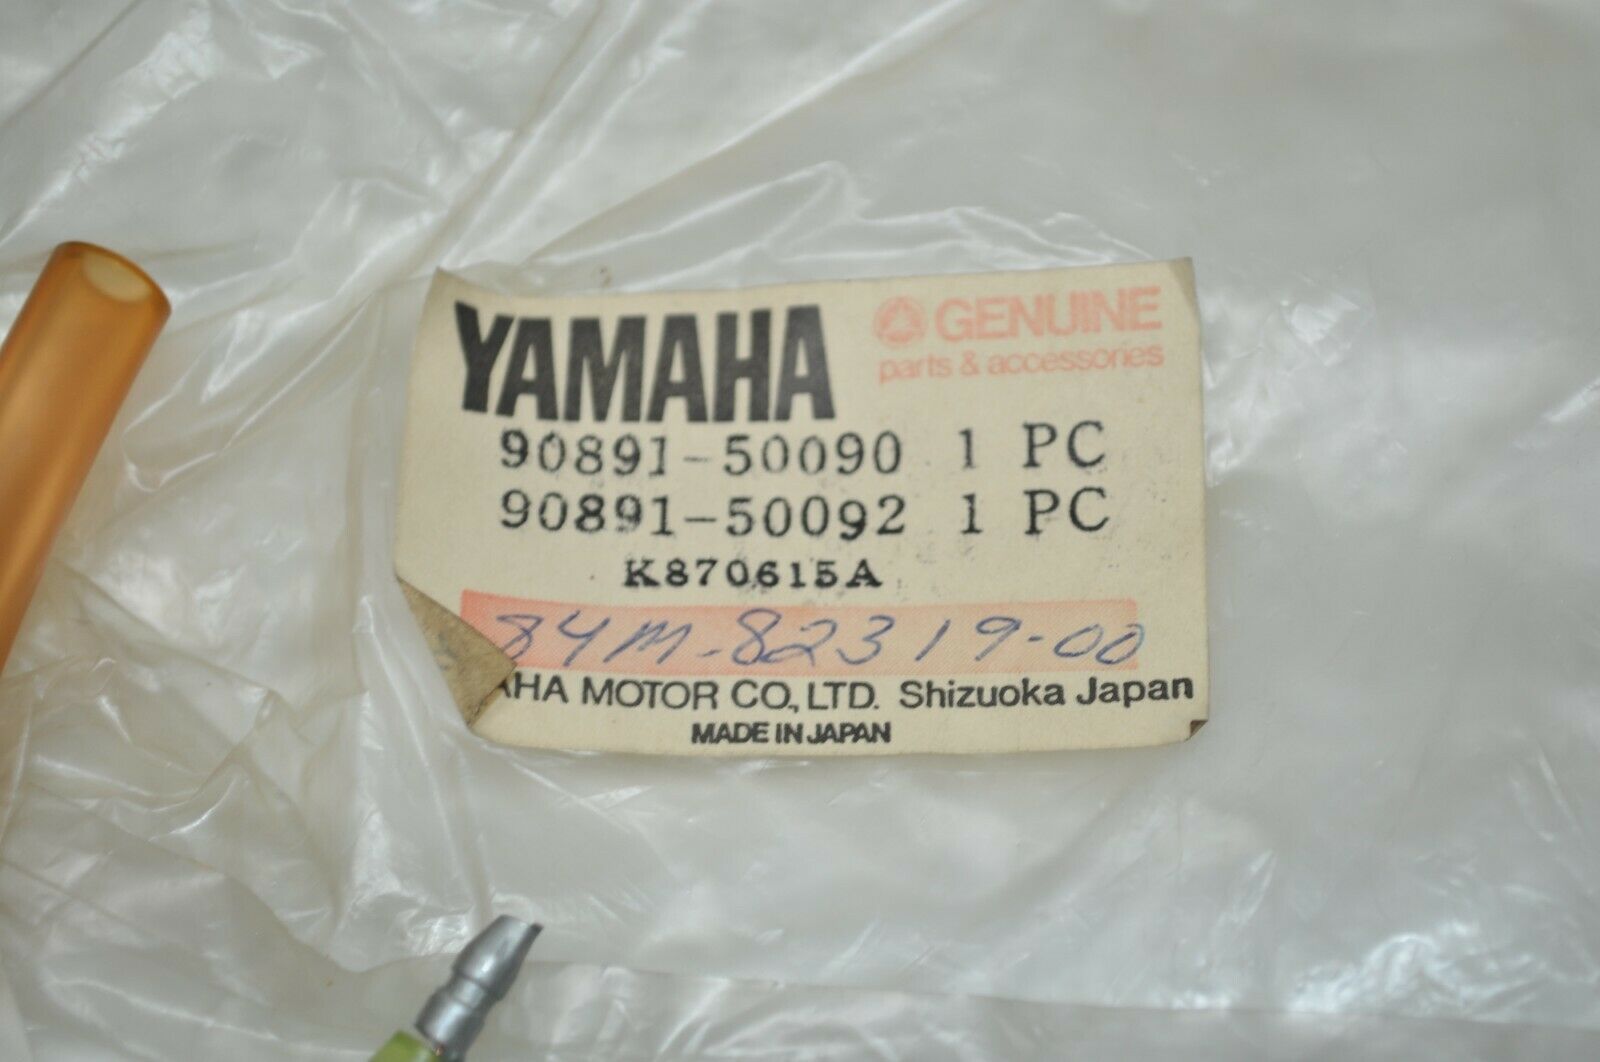 YAMAHA GENUINE
parts & accessories
90891-50090 1 PC
90891-50092 1 PC
K870615A
84M-82319-00
AHA MOTOR CO., LTD. Shizuoka Japan
MADE IN JAPAN